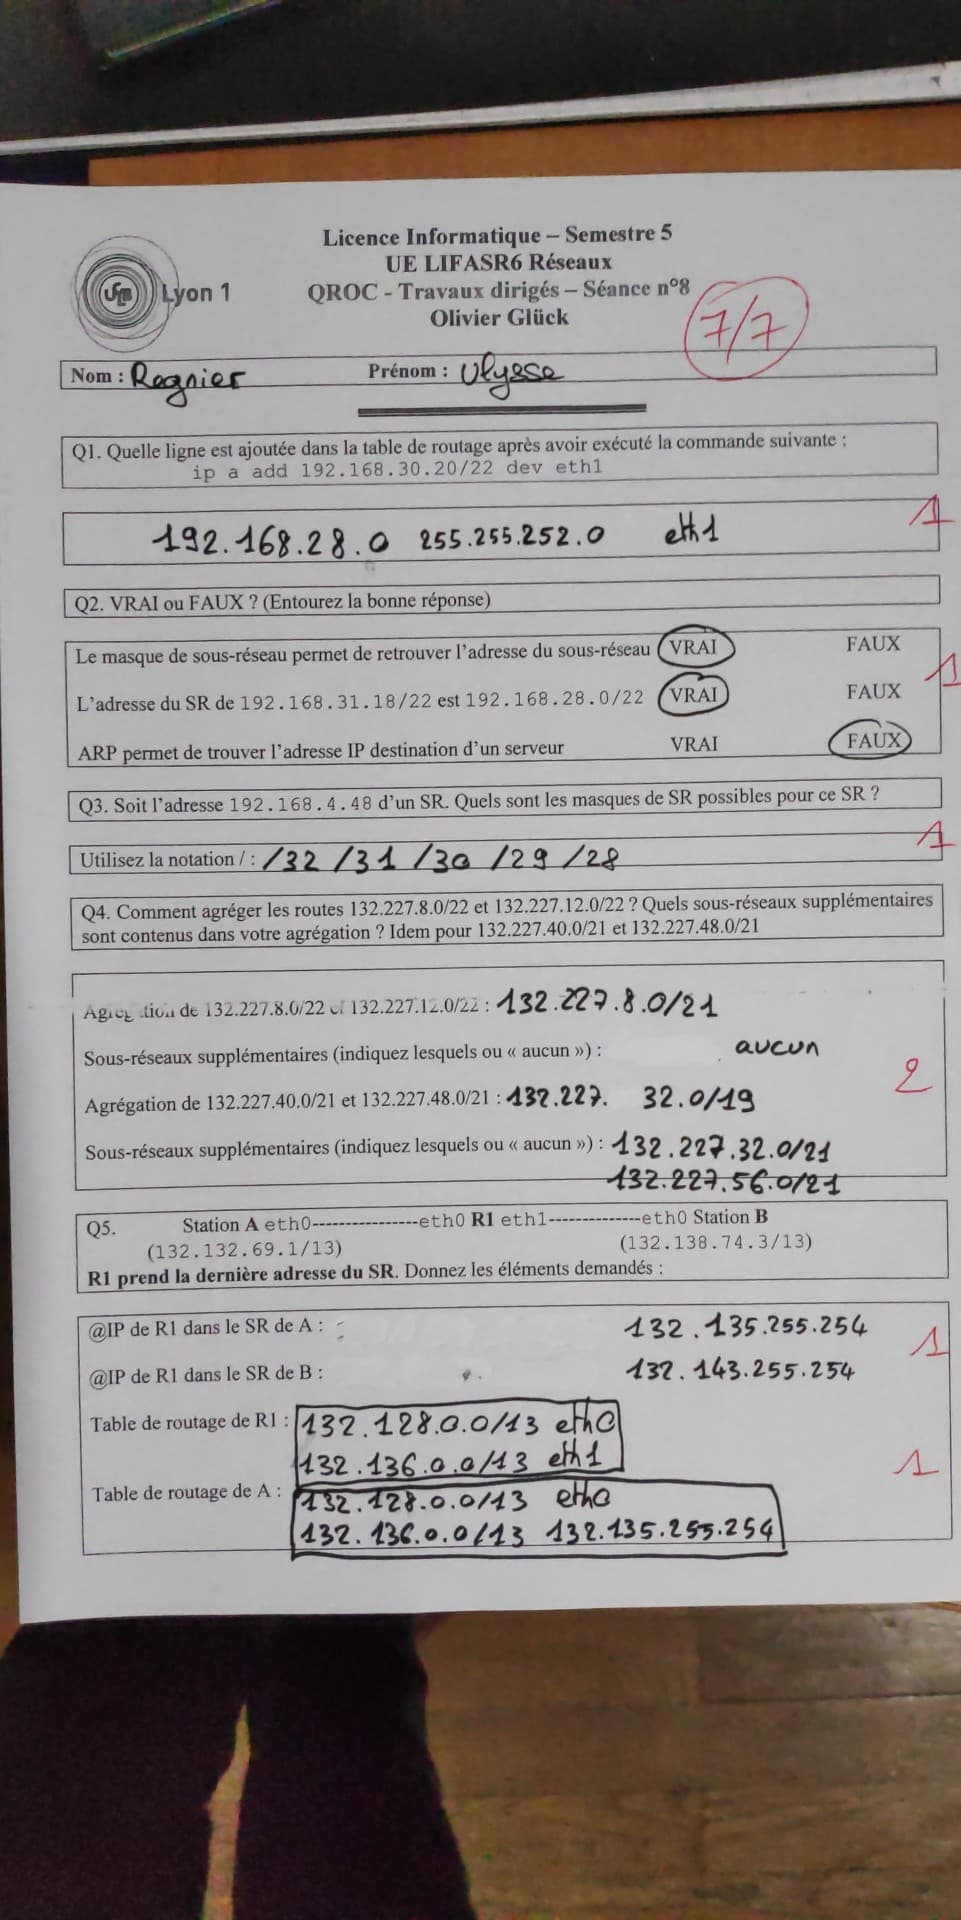 Licence Informatique – Semestre 5
UE LIFASR6 Réseaux
Lyon 1
QROC - Travaux dirigés – Séance n°8
Olivier Glück
7/7
Nom : Regnier Prénom : Ulysse
Q1. Quelle ligne est ajoutée dans la table de routage après avoir exécuté la commande suivante :
ip a add 192.168.30.20/22 dev eth1
192.168.28.0 255.255.252.0 eth1 1
Q2. VRAI ou FAUX ? (Entourez la bonne réponse)
Le masque de sous-réseau permet de retrouver l'adresse du sous-réseau VRAI FAUX
L'adresse du SR de 192.168.31.18/22 est 192.168.28.0/22 VRAI FAUX 1
ARP permet de trouver l'adresse IP destination d'un serveur VRAI FAUX
Q3. Soit l'adresse 192.168.4.48 d'un SR. Quels sont les masques de SR possibles pour ce SR ?
Utilisez la notation / : /32 /31 /30 /29 /28 1
Q4. Comment agréger les routes 132.227.8.0/22 et 132.227.12.0/22 ? Quels sous-réseaux supplémentaires
sont contenus dans votre agrégation ? Idem pour 132.227.40.0/21 et 132.227.48.0/21
Agrégation de 132.227.8.0/22 et 132.227.12.0/22 : 132.227.8.0/21
Sous-réseaux supplémentaires (indiquez lesquels ou « aucun ») : aucun
Agrégation de 132.227.40.0/21 et 132.227.48.0/21 : 132.227. 32.0/19 2
Sous-réseaux supplémentaires (indiquez lesquels ou « aucun ») : 132.227.32.0/21
132.227.56.0/21
Q5. Station A eth0----------------eth0 R1 eth1--------------eth0 Station B
(132.132.69.1/13) (132.138.74.3/13)
R1 prend la dernière adresse du SR. Donnez les éléments demandés :
@IP de R1 dans le SR de A : 132.135.255.254 1
@IP de R1 dans le SR de B : 132.143.255.254
Table de routage de R1 : 132.128.0.0/13 eth0
132.136.0.0/13 eth1 1
Table de routage de A : 132.128.0.0/13 eth0
132.136.0.0/13 132.135.255.254